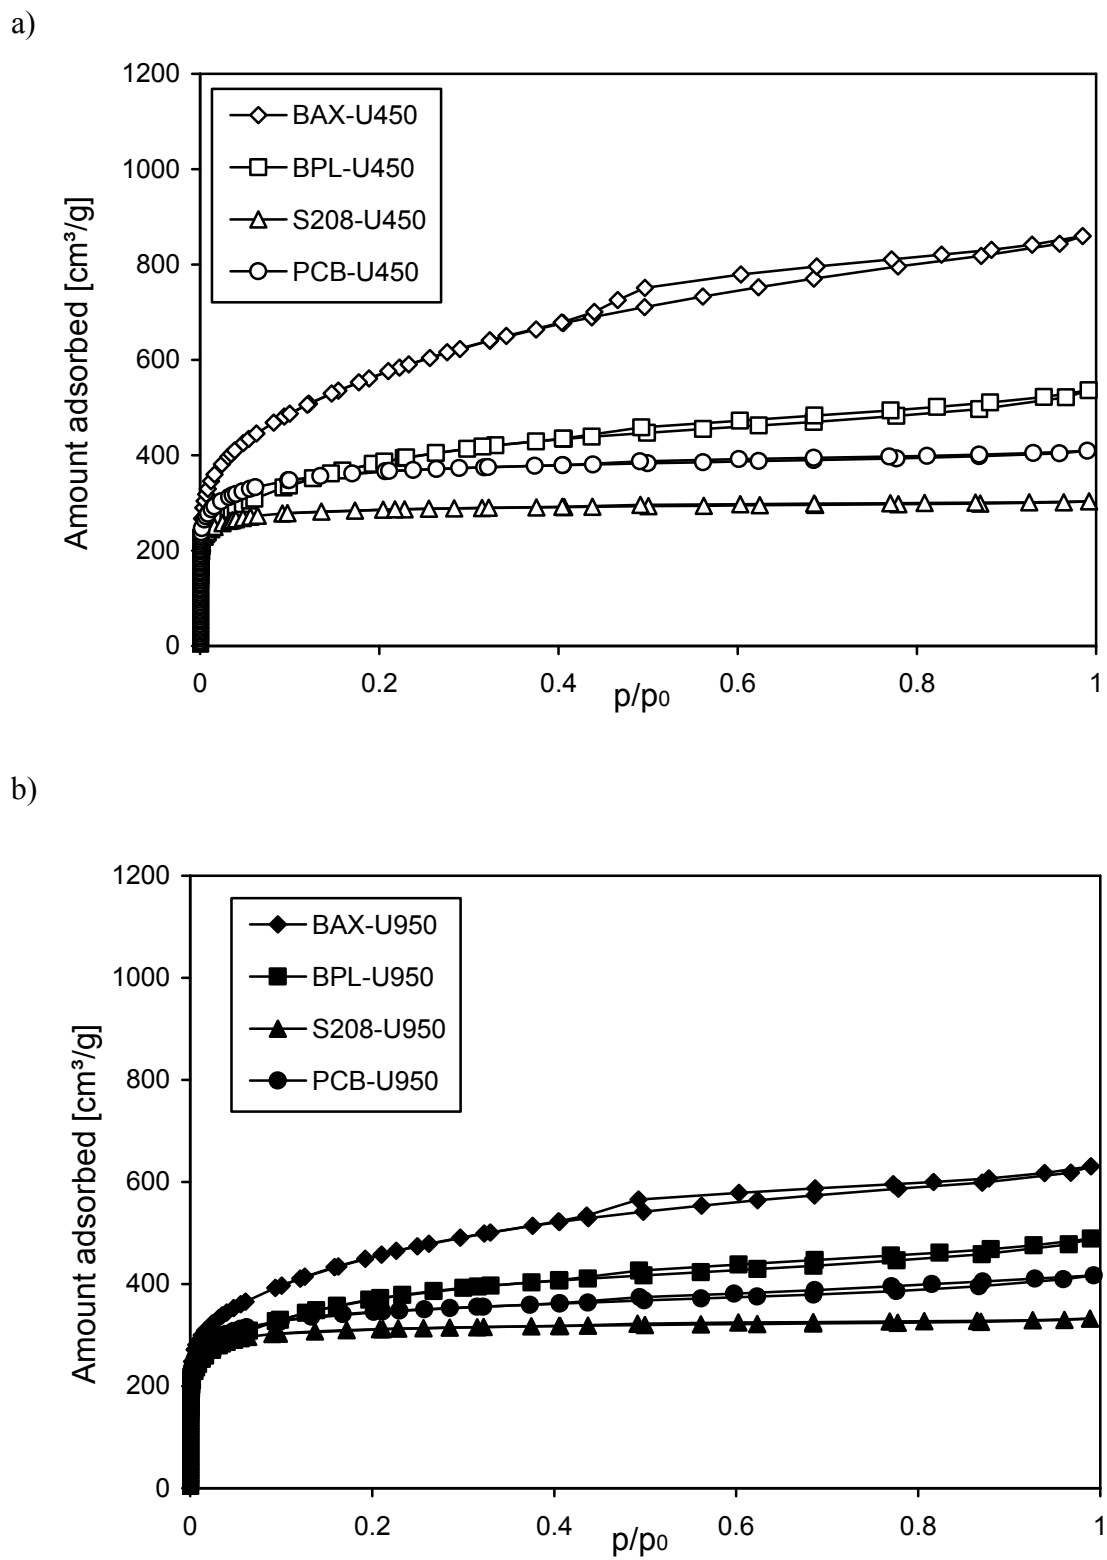 a)
1200
1000
800
600
400
200
0
Amount adsorbed [cm³/g]
BAX-U450
BPL-U450
S208-U450
PCB-U450
0 0.2 0.4 0.6 0.8 1
p/p0
b)
1200
1000
800
600
400
200
0
Amount adsorbed [cm³/g]
BAX-U950
BPL-U950
S208-U950
PCB-U950
0 0.2 0.4 0.6 0.8 1
p/p0